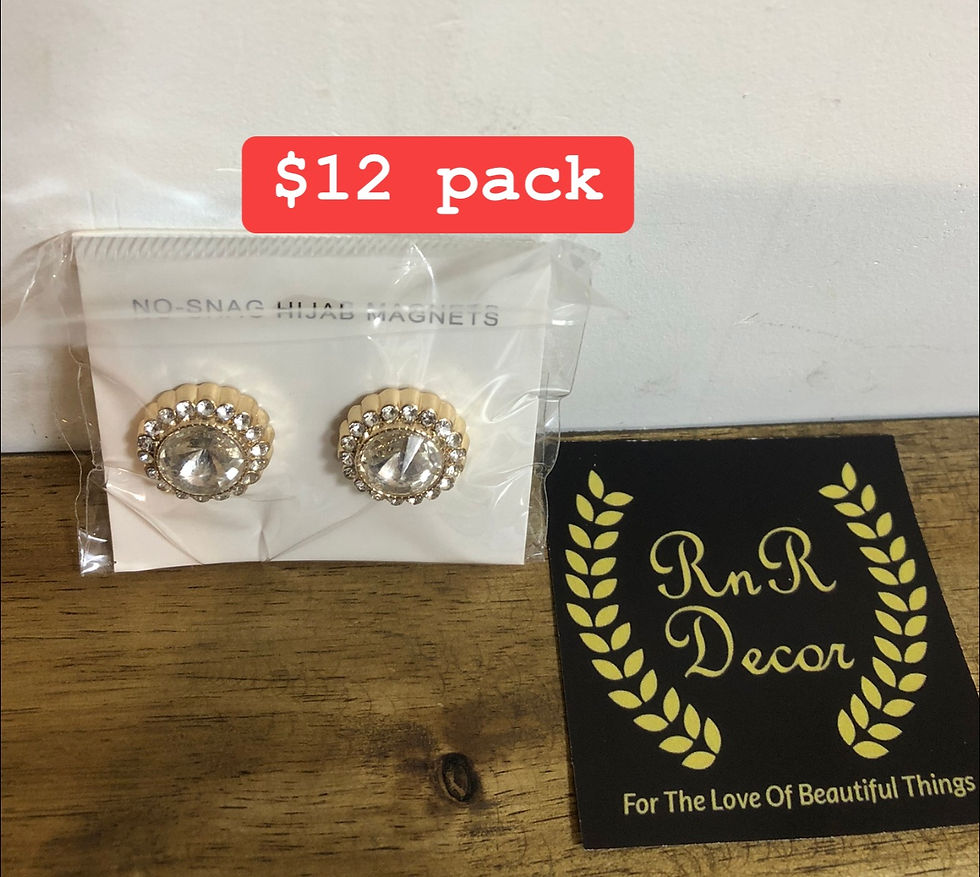 $12 pack
NO-SNAG HIJAB MAGNETS
RnR
Decor
For The Love Of Beautiful Things